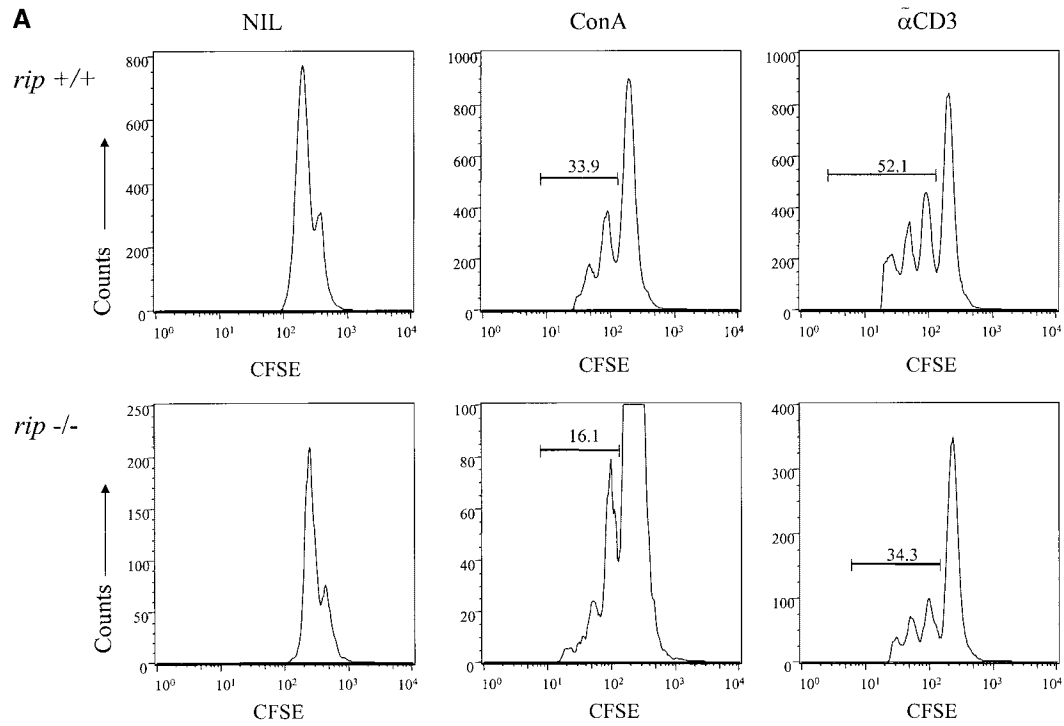 A
NIL
ConA
αCD3
rip +/+
Counts
800
600
400
200
0
10⁰ 10¹ 10² 10³ 10⁴
CFSE
1000
800
600
400
200
0
33.9
10⁰ 10¹ 10² 10³ 10⁴
CFSE
1000
800
600
400
200
0
52.1
10⁰ 10¹ 10² 10³ 10⁴
CFSE
rip -/-
Counts
250
200
150
100
50
0
10⁰ 10¹ 10² 10³ 10⁴
CFSE
100
80
60
40
20
0
16.1
10⁰ 10¹ 10² 10³ 10⁴
CFSE
400
300
200
100
0
34.3
10⁰ 10¹ 10² 10³ 10⁴
CFSE